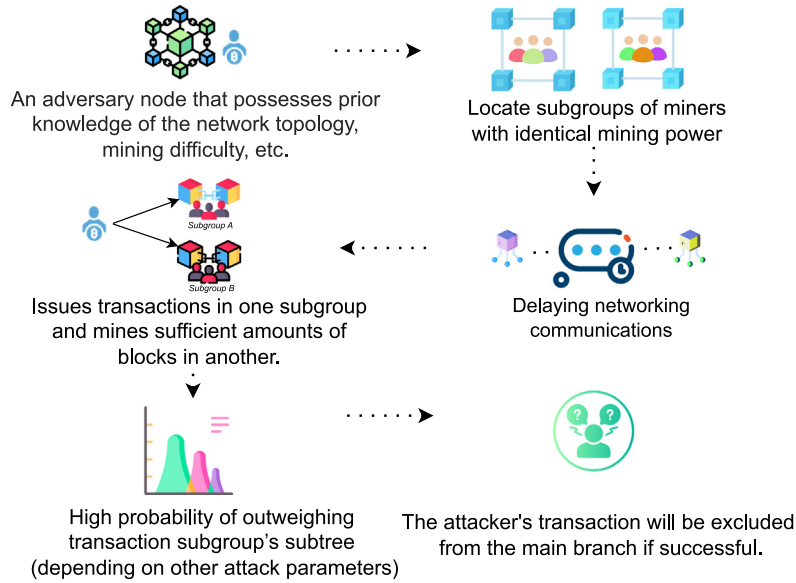 An adversary node that possesses prior
knowledge of the network topology,
mining difficulty, etc.
Locate subgroups of miners
with identical mining power
Delaying networking
communications
Subgroup A
Subgroup B
Issues transactions in one subgroup
and mines sufficient amounts of
blocks in another.
High probability of outweighing
transaction subgroup's subtree
(depending on other attack parameters)
? ?
The attacker's transaction will be excluded
from the main branch if successful.